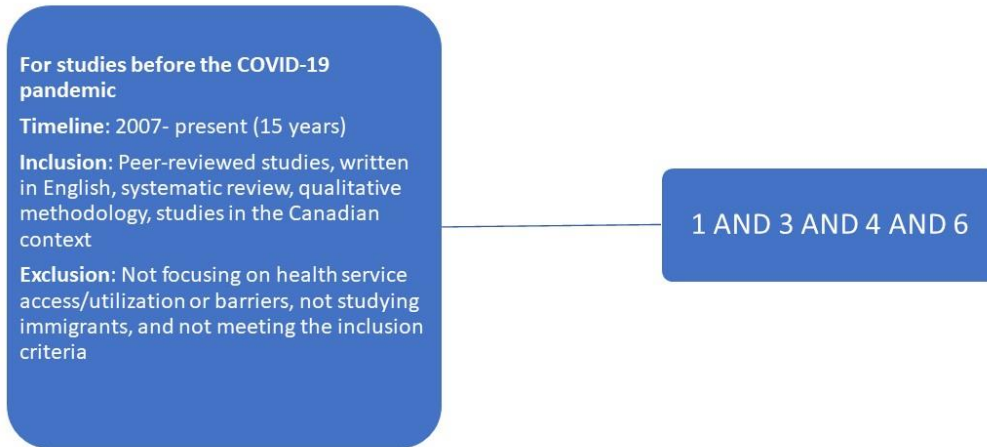 For studies before the COVID-19
pandemic
Timeline: 2007- present (15 years)
Inclusion: Peer-reviewed studies, written
in English, systematic review, qualitative
methodology, studies in the Canadian
context
Exclusion: Not focusing on health service
access/utilization or barriers, not studying
immigrants, and not meeting the inclusion
criteria
1 AND 3 AND 4 AND 6